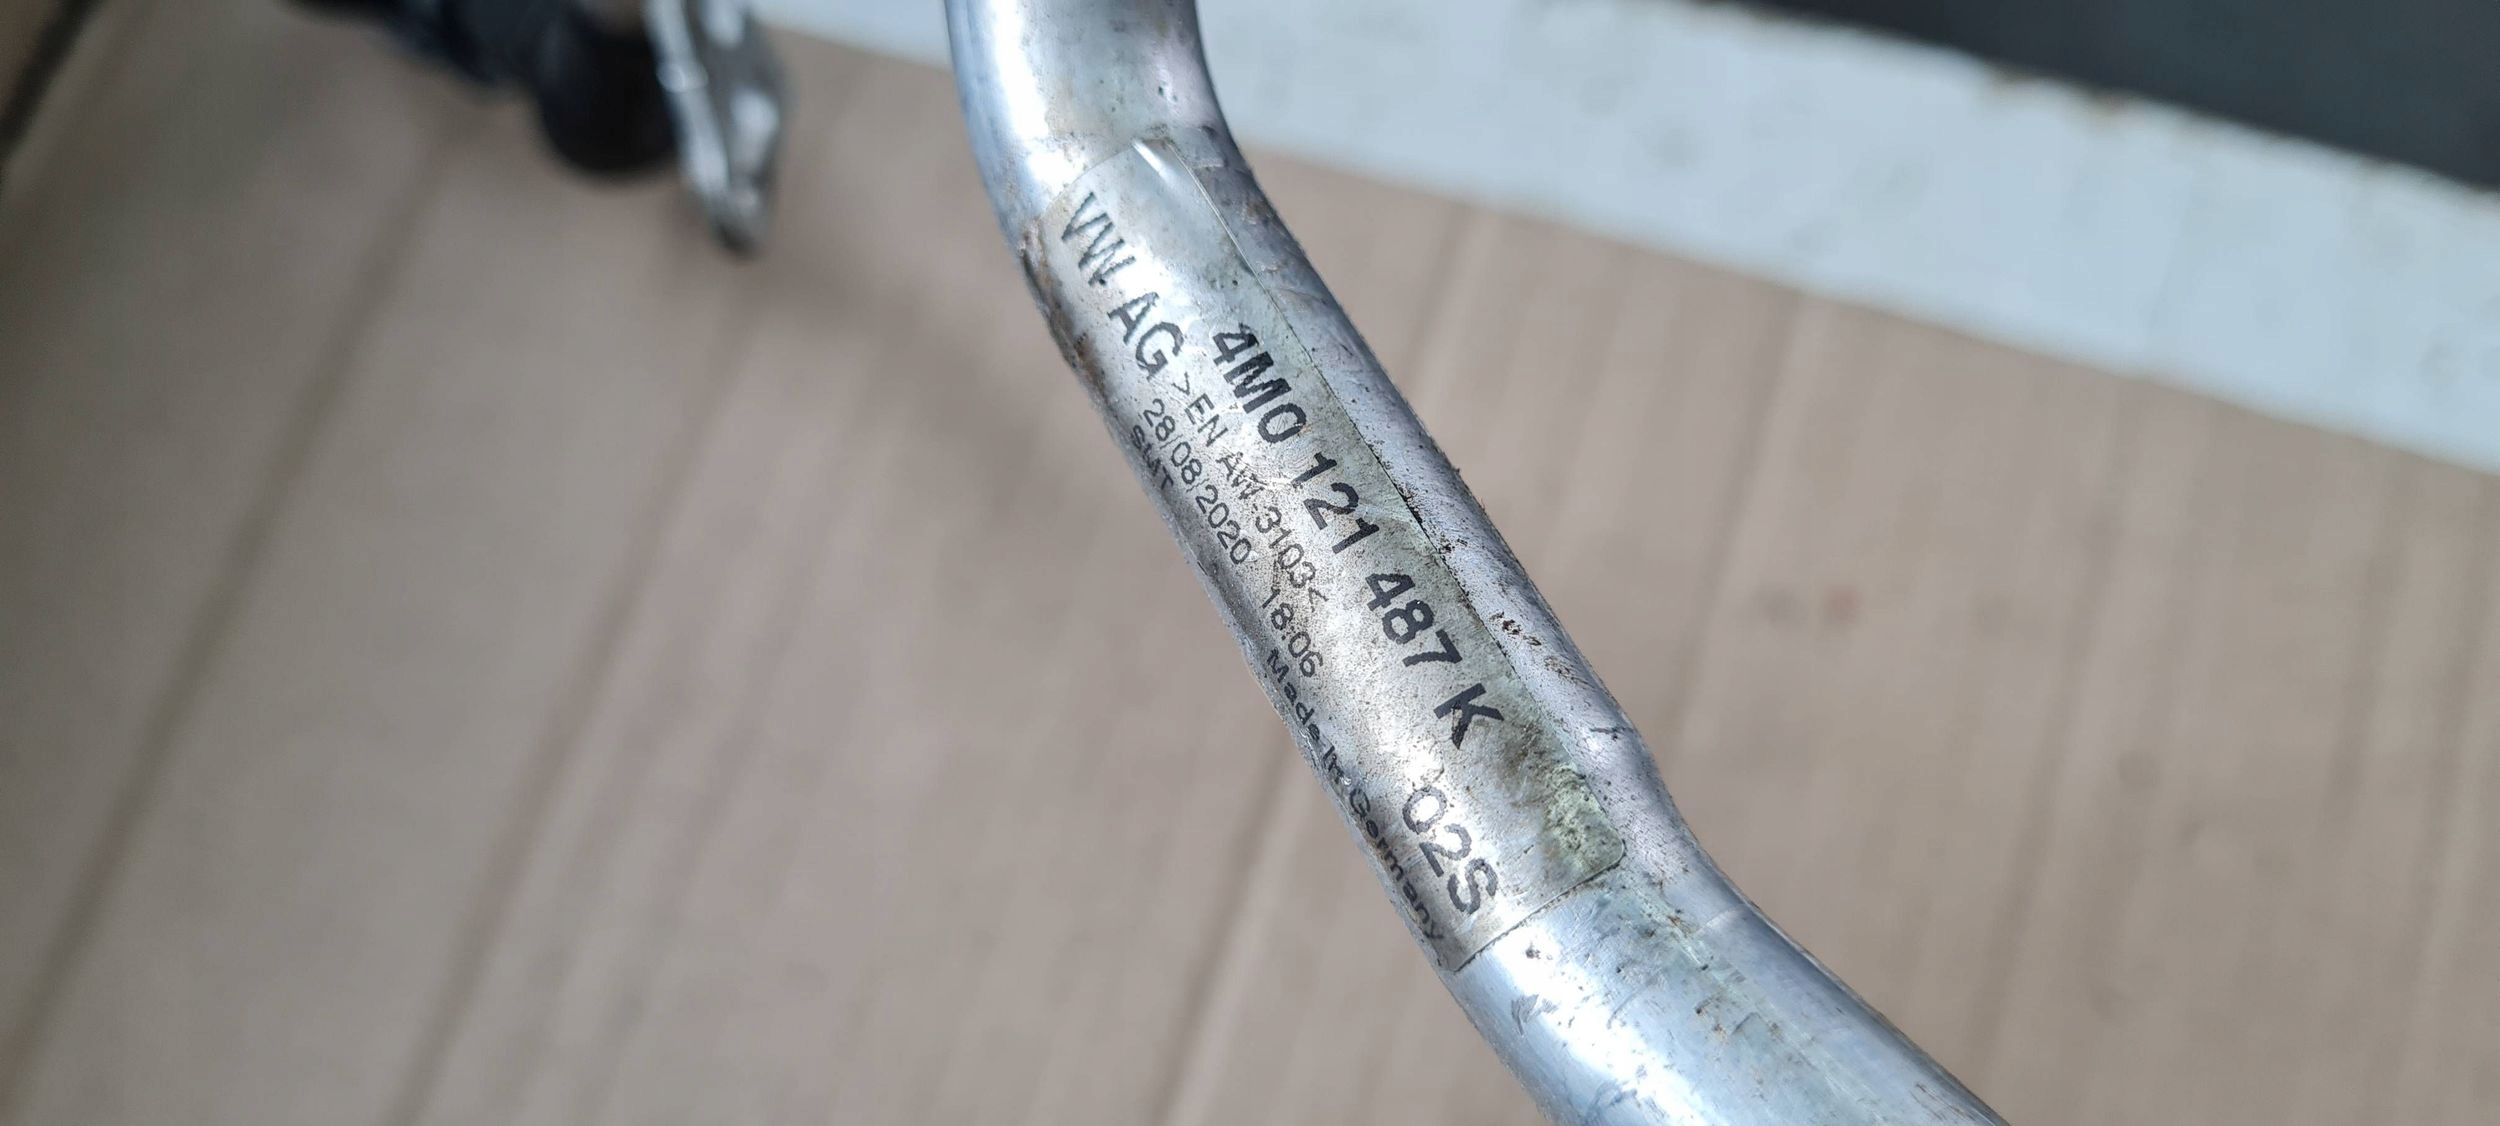 4M0 121 487 K
VW AG >EN AW-3103< 02S
28/08/2020 18:06
SMT Made In Germany